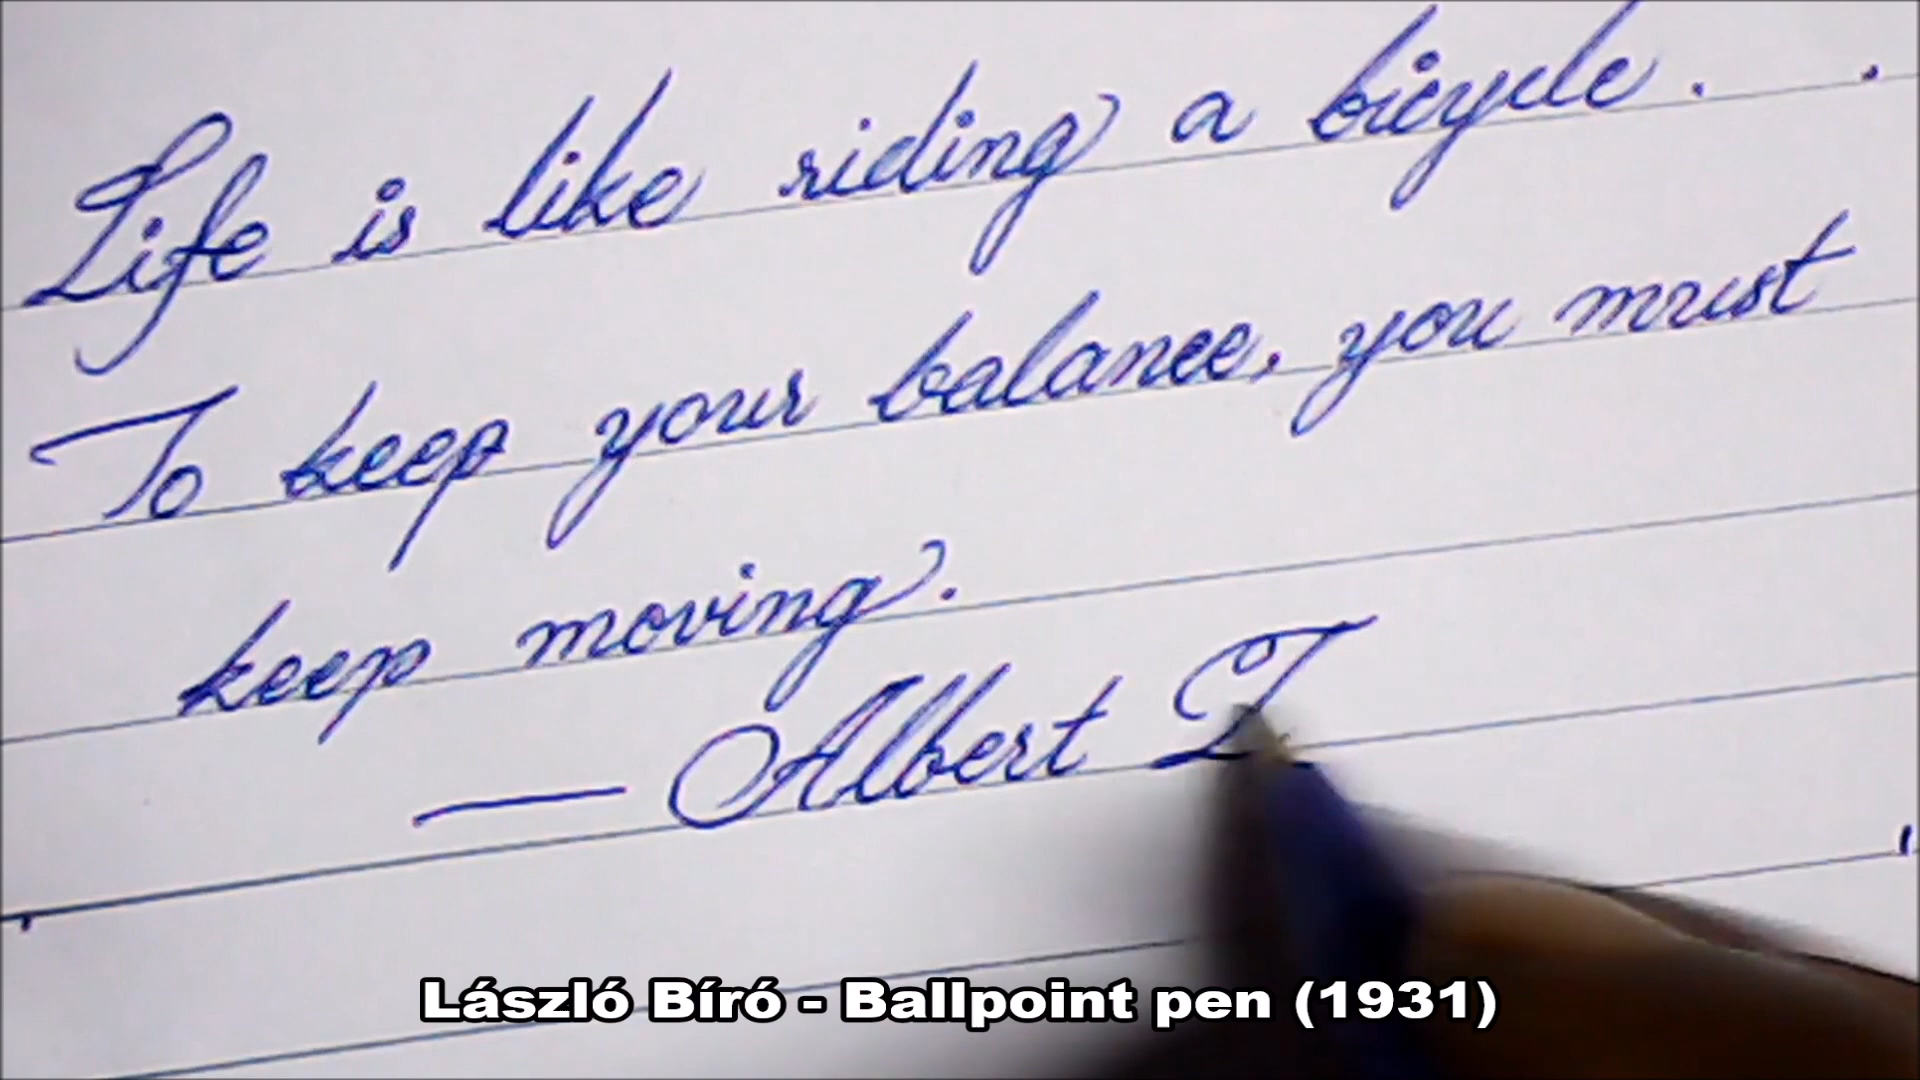 Life is like riding a bicycle.
To keep your balance, you must
keep moving.
— Albert
László Bíró - Ballpoint pen (1931)